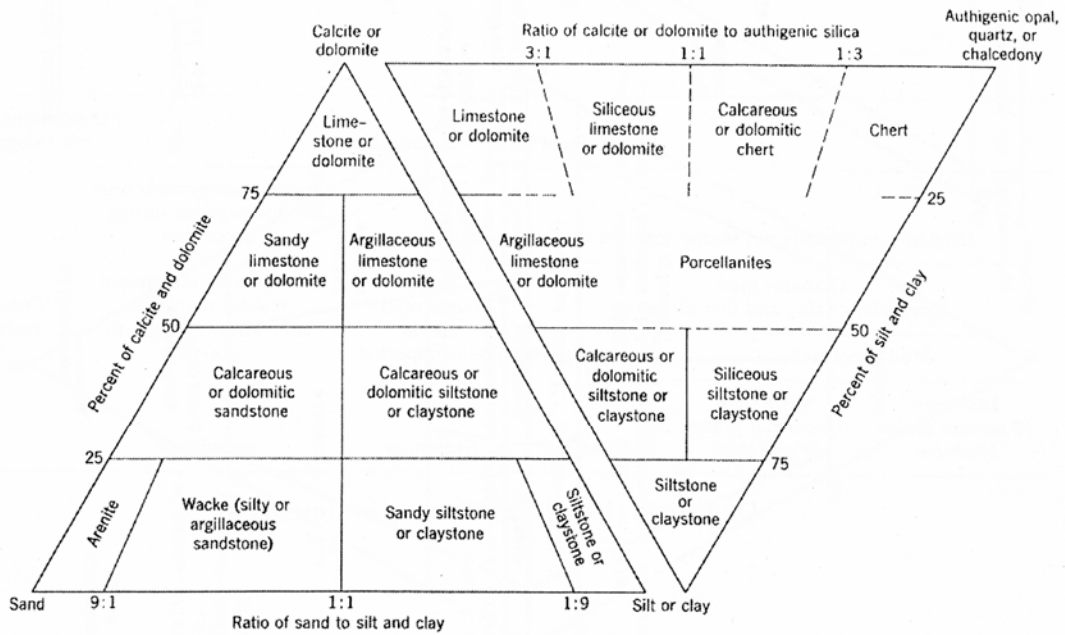 Calcite or
dolomite
Ratio of calcite or dolomite to authigenic silica
3:1
1:1
1:3
Authigenic opal,
quartz, or
chalcedony
Lime–
stone or
dolomite
Limestone
or dolomite
Siliceous
limestone
or dolomite
Calcareous
or dolomitic
chert
Chert
75
25
Percent of calcite and dolomite
Sandy
limestone
or dolomite
Argillaceous
limestone
or dolomite
Argillaceous
limestone
or dolomite
Porcellanites
50
50
Percent of silt and clay
Calcareous
or dolomitic
sandstone
Calcareous or
dolomitic siltstone
or claystone
Calcareous or
dolomitic
siltstone or
claystone
Siliceous
siltstone or
claystone
25
75
Arenite
Wacke (silty or
argillaceous
sandstone)
Sandy siltstone
or claystone
Siltstone or
claystone
Siltstone
or
claystone
Sand
9:1
1:1
1:9
Silt or clay
Ratio of sand to silt and clay